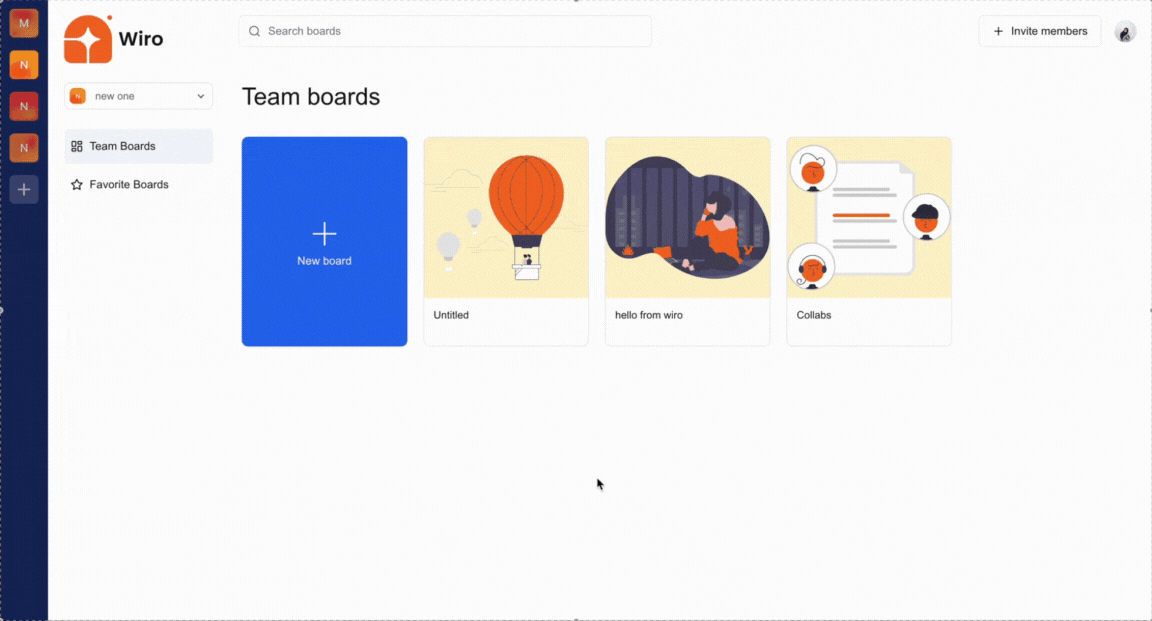 M
N
N
N
Wiro
Search boards
Invite members
N new one
Team Boards
Favorite Boards
Team boards
New board
Untitled
hello from wiro
Collabs